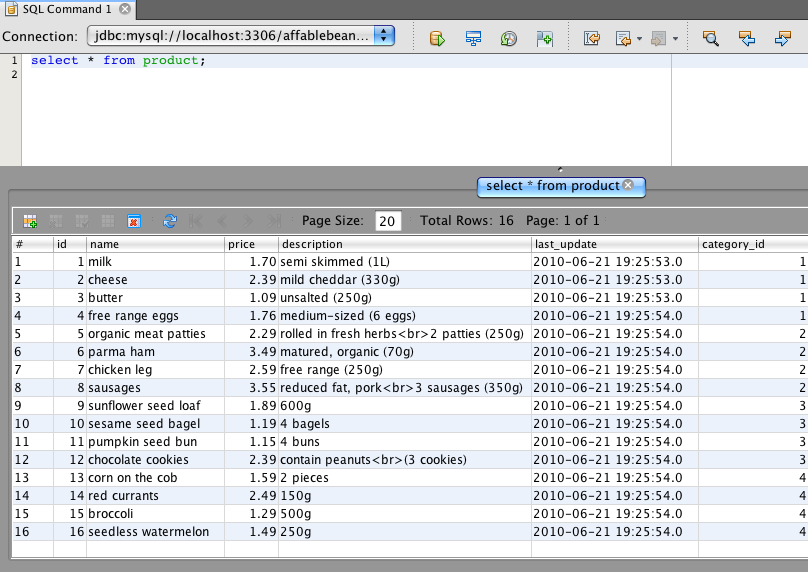 SQL Command 1
Connection: jdbc:mysql://localhost:3306/affablebean...
1 select * from product;
2
select * from product
Page Size: 20 Total Rows: 16 Page: 1 of 1
# id name price description last_update category_id
1 1 milk 1.70 semi skimmed (1L) 2010-06-21 19:25:53.0 1
2 2 cheese 2.39 mild cheddar (330g) 2010-06-21 19:25:53.0 1
3 3 butter 1.09 unsalted (250g) 2010-06-21 19:25:53.0 1
4 4 free range eggs 1.76 medium-sized (6 eggs) 2010-06-21 19:25:54.0 1
5 5 organic meat patties 2.29 rolled in fresh herbs<br>2 patties (250g) 2010-06-21 19:25:54.0 2
6 6 parma ham 3.49 matured, organic (70g) 2010-06-21 19:25:54.0 2
7 7 chicken leg 2.59 free range (250g) 2010-06-21 19:25:54.0 2
8 8 sausages 3.55 reduced fat, pork<br>3 sausages (350g) 2010-06-21 19:25:54.0 2
9 9 sunflower seed loaf 1.89 600g 2010-06-21 19:25:54.0 3
10 10 sesame seed bagel 1.19 4 bagels 2010-06-21 19:25:54.0 3
11 11 pumpkin seed bun 1.15 4 buns 2010-06-21 19:25:54.0 3
12 12 chocolate cookies 2.39 contain peanuts<br>(3 cookies) 2010-06-21 19:25:54.0 3
13 13 corn on the cob 1.59 2 pieces 2010-06-21 19:25:54.0 4
14 14 red currants 2.49 150g 2010-06-21 19:25:54.0 4
15 15 broccoli 1.29 500g 2010-06-21 19:25:54.0 4
16 16 seedless watermelon 1.49 250g 2010-06-21 19:25:54.0 4